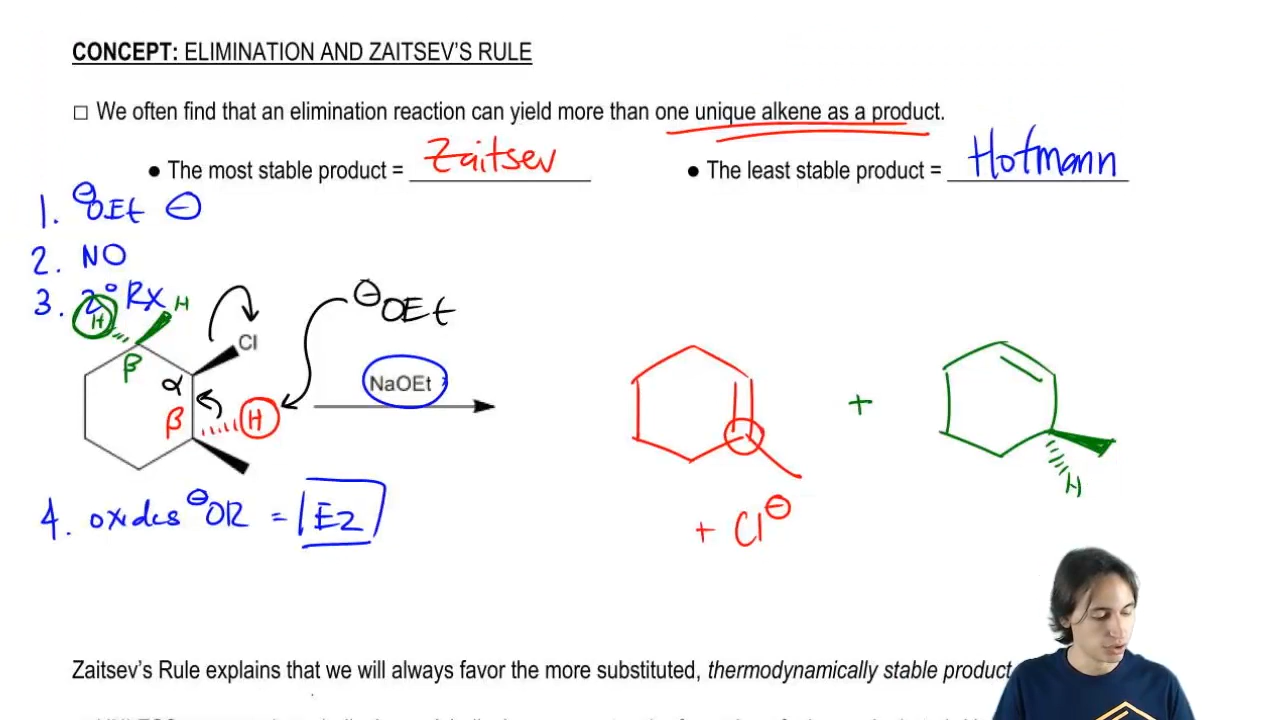 CONCEPT: ELIMINATION AND ZAITSEV'S RULE
□ We often find that an elimination reaction can yield more than one unique alkene as a product.
● The most stable product = Zaitsev
● The least stable product = Hofmann
1. ⊖OEt ⊖
2. NO
3. 2° RX
H H
Cl
β α
β H
⊖OEt
NaOEt
+
H
+ Cl⊖
4. oxides ⊖OR = E2
Zaitsev's Rule explains that we will always favor the more substituted, thermodynamically stable product